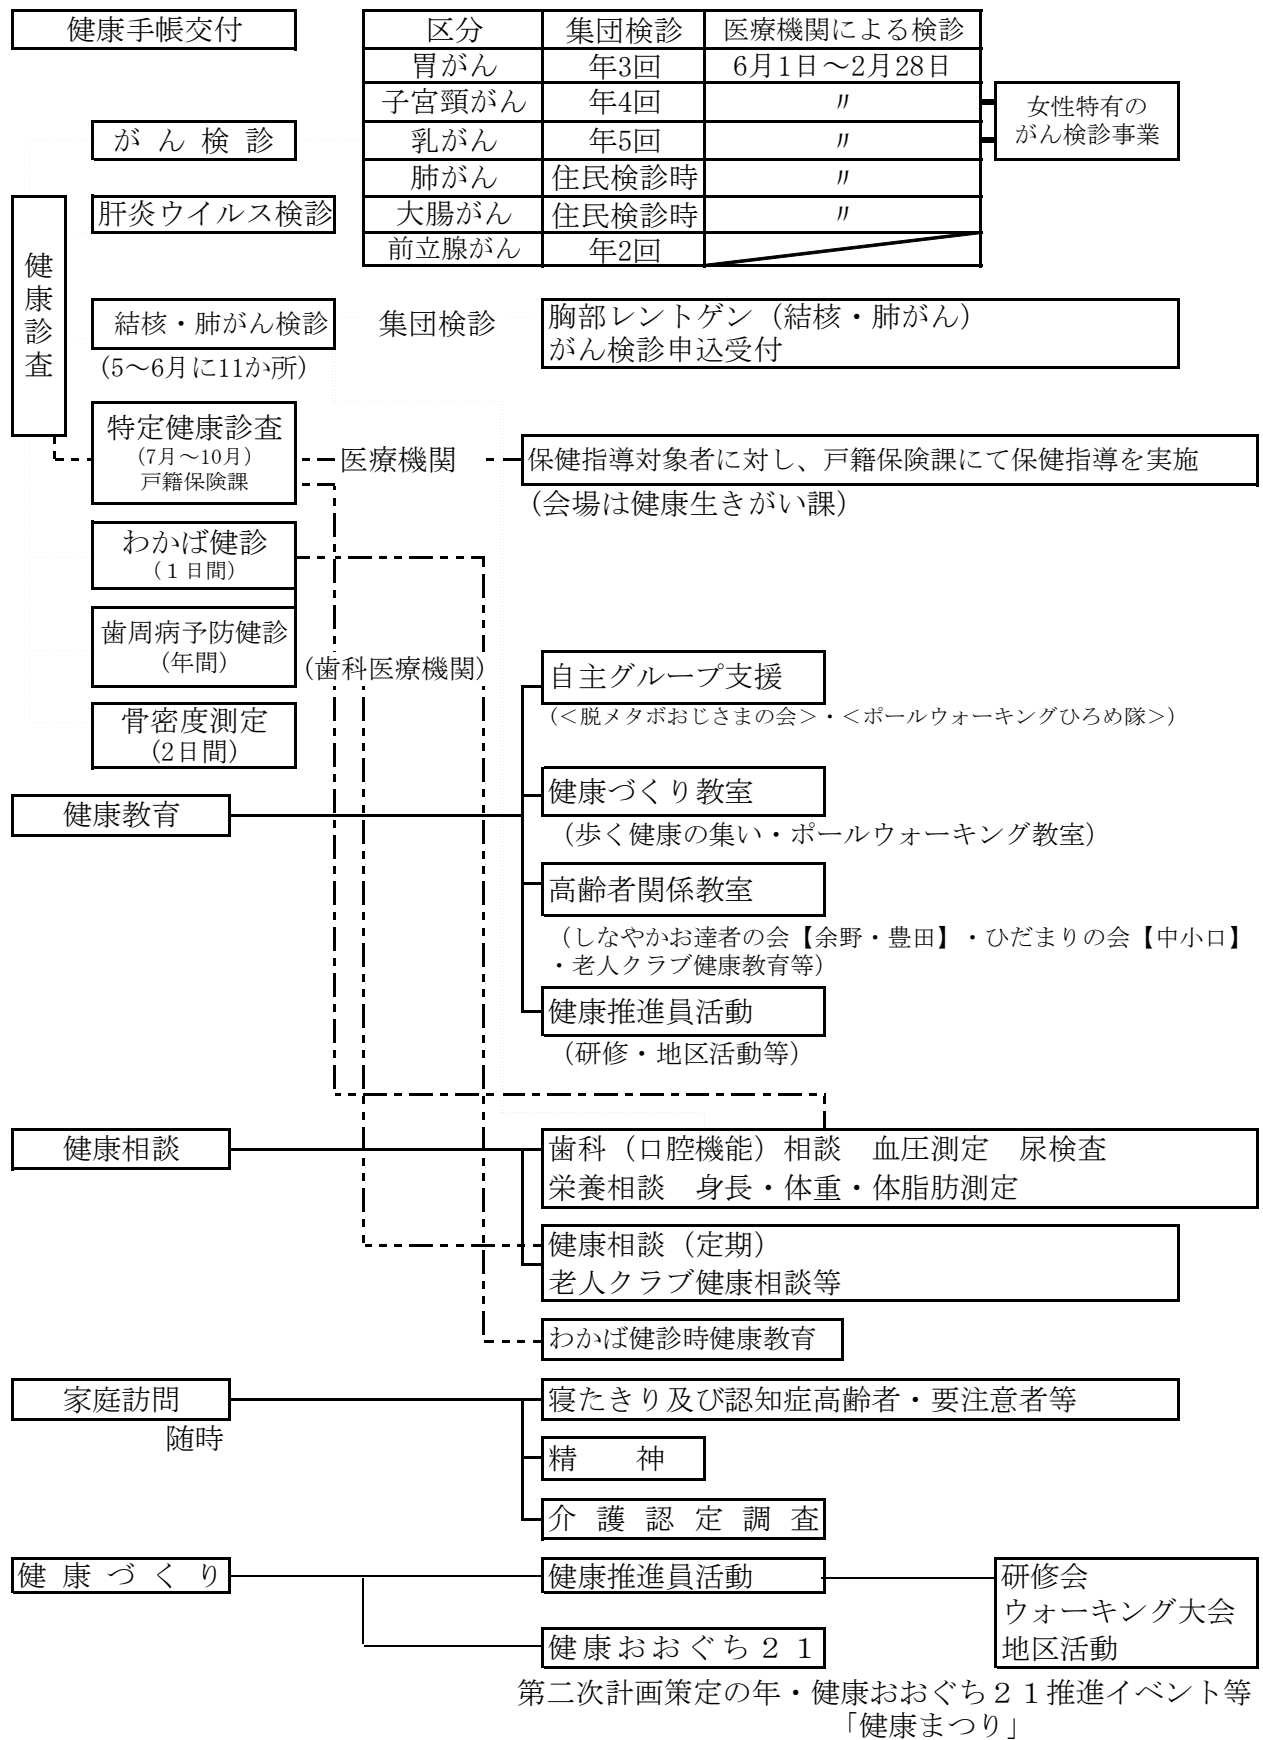 健康手帳交付
区分 集団検診 医療機関による検診
胃がん 年3回 6月1日～2月28日
子宮頸がん 年4回 〃
乳がん 年5回 〃
肺がん 住民検診時 〃
大腸がん 住民検診時 〃
前立腺がん 年2回
女性特有の
がん検診事業
健康診査
がん検診
肝炎ウイルス検診
結核・肺がん検診
(5～6月に11か所)
集団検診
胸部レントゲン（結核・肺がん）
がん検診申込受付
特定健康診査
(7月～10月)
戸籍保険課
医療機関
保健指導対象者に対し、戸籍保険課にて保健指導を実施
(会場は健康生きがい課)
わかば健診
(１日間)
歯周病予防健診
(年間)
(歯科医療機関)
骨密度測定
(2日間)
健康教育
自主グループ支援
(＜脱メタボおじさまの会＞・＜ポールウォーキングひろめ隊＞)
健康づくり教室
(歩く健康の集い・ポールウォーキング教室)
高齢者関係教室
(しなやかお達者の会【余野・豊田】・ひだまりの会【中小口】
・老人クラブ健康教育等)
健康推進員活動
(研修・地区活動等)
健康相談
歯科（口腔機能）相談　血圧測定　尿検査
栄養相談　身長・体重・体脂肪測定
健康相談（定期）
老人クラブ健康相談等
わかば健診時健康教育
家庭訪問
随時
寝たきり及び認知症高齢者・要注意者等
精　　神
介護認定調査
健康づくり
健康推進員活動
研修会
ウォーキング大会
地区活動
健康おおぐち２１
第二次計画策定の年・健康おおぐち２１推進イベント等
「健康まつり」